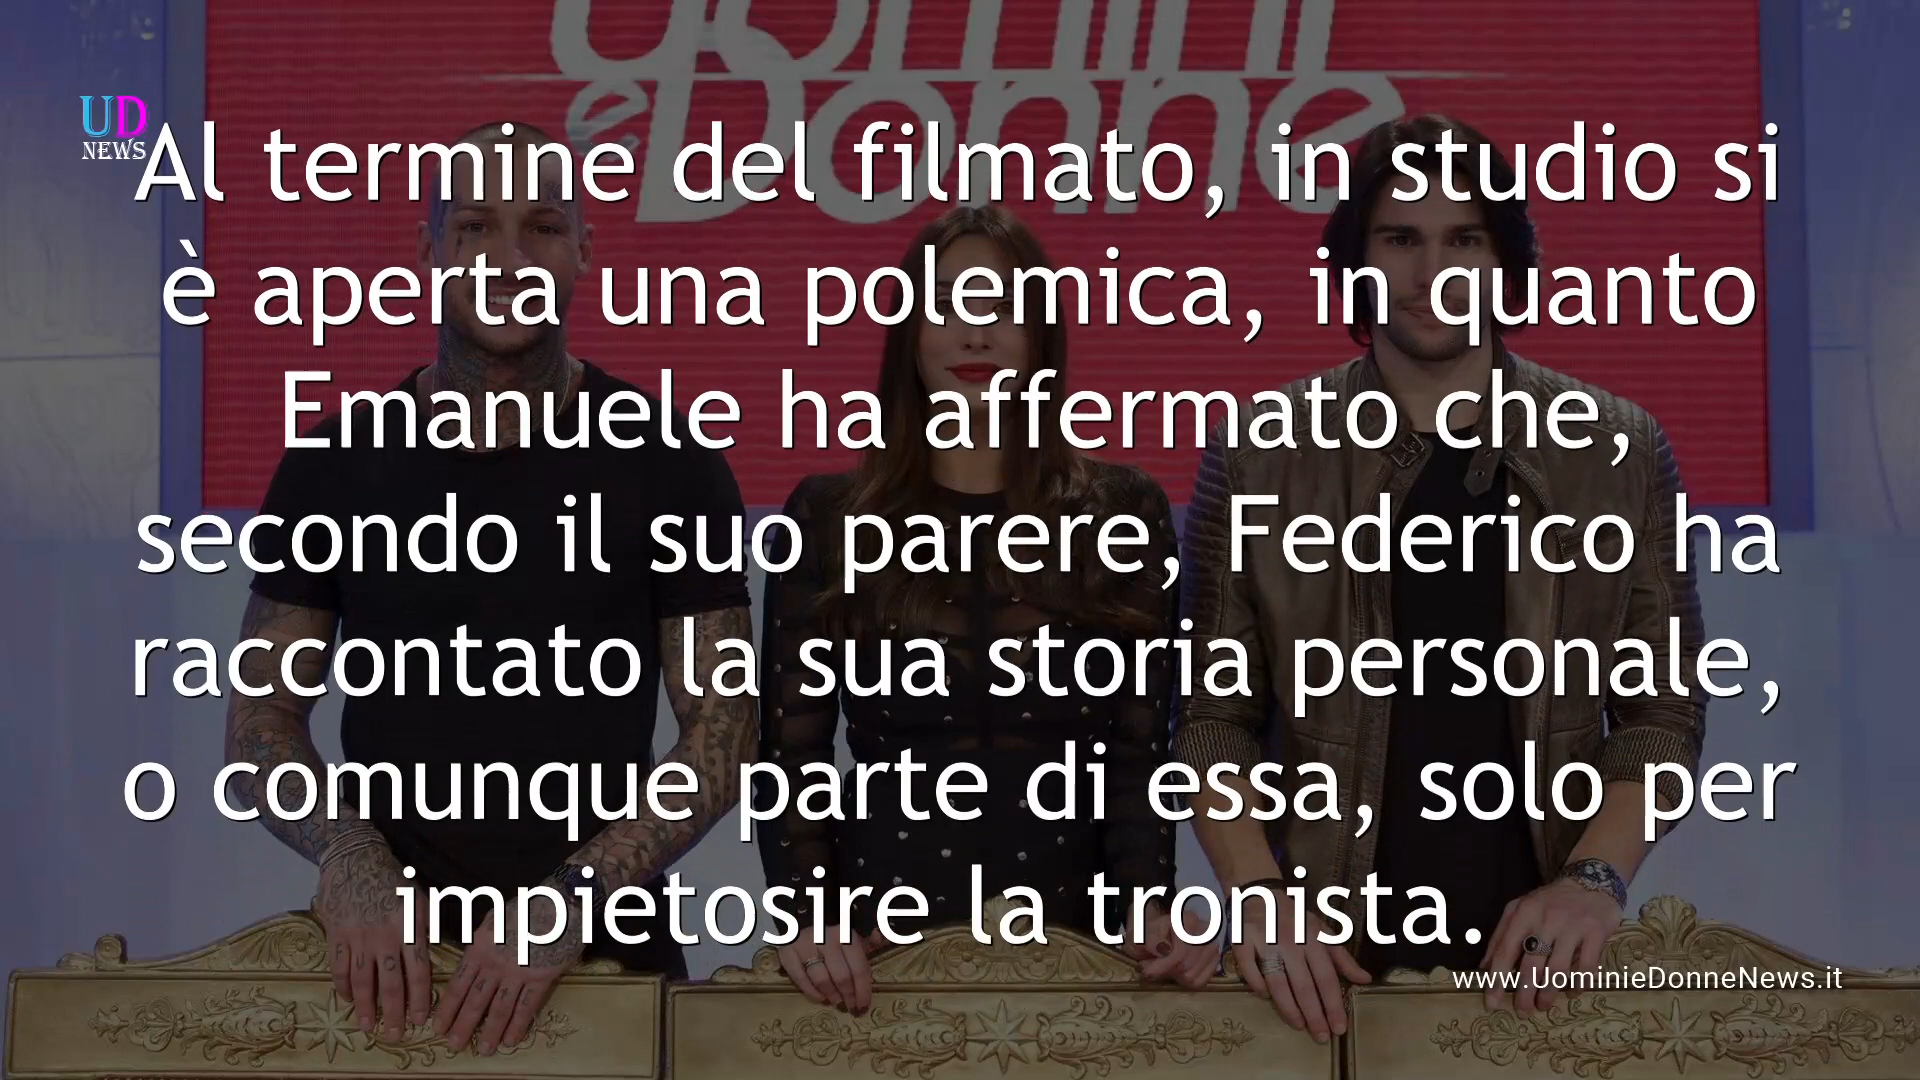 Uomini
e Donne
UD
NEWS
Al termine del filmato, in studio si
è aperta una polemica, in quanto
Emanuele ha affermato che,
secondo il suo parere, Federico ha
raccontato la sua storia personale,
o comunque parte di essa, solo per
impietosire la tronista.
www.UominieDonneNews.it